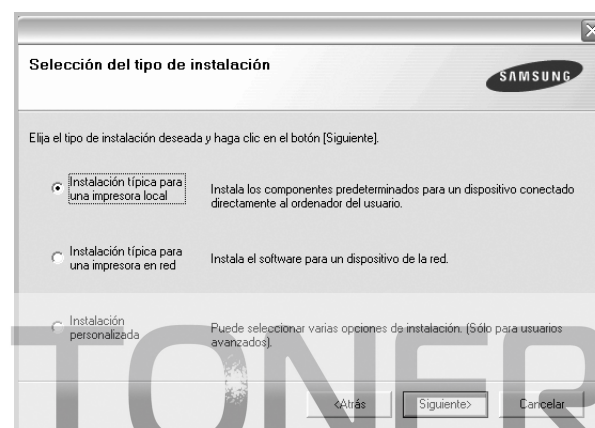 Selección del tipo de instalación
SAMSUNG
Elija el tipo de instalación deseada y haga clic en el botón [Siguiente].
Instalación típica para
una impresora local
Instala los componentes predeterminados para un dispositivo conectado
directamente al ordenador del usuario.
Instalación típica para
una impresora en red
Instala el software para un dispositivo de la red.
Instalación
personalizada
Puede seleccionar varias opciones de instalación. (Sólo para usuarios
avanzados).
TONER
<Atrás
Siguiente>
Cancelar